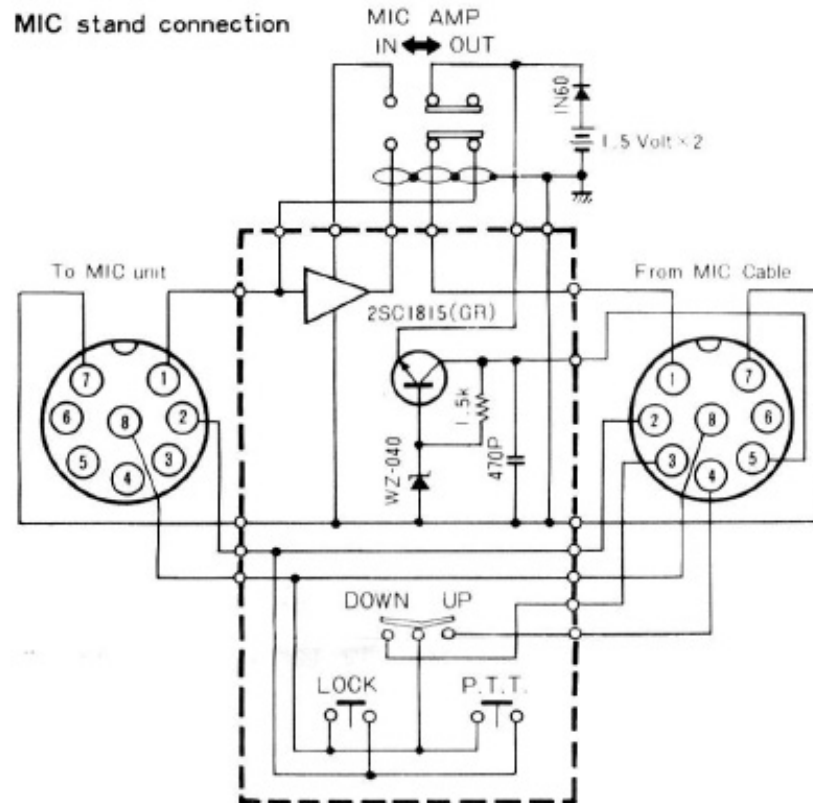 MIC stand connection
MIC AMP
IN OUT
1N60
1.5 Volt×2
To MIC unit
From MIC Cable
2SC1815(GR)
7 1
6 8 2
5 4 3
1 7
2 8 6
3 4 5
1.5k
WZ-040
470P
DOWN UP
LOCK P.T.T.